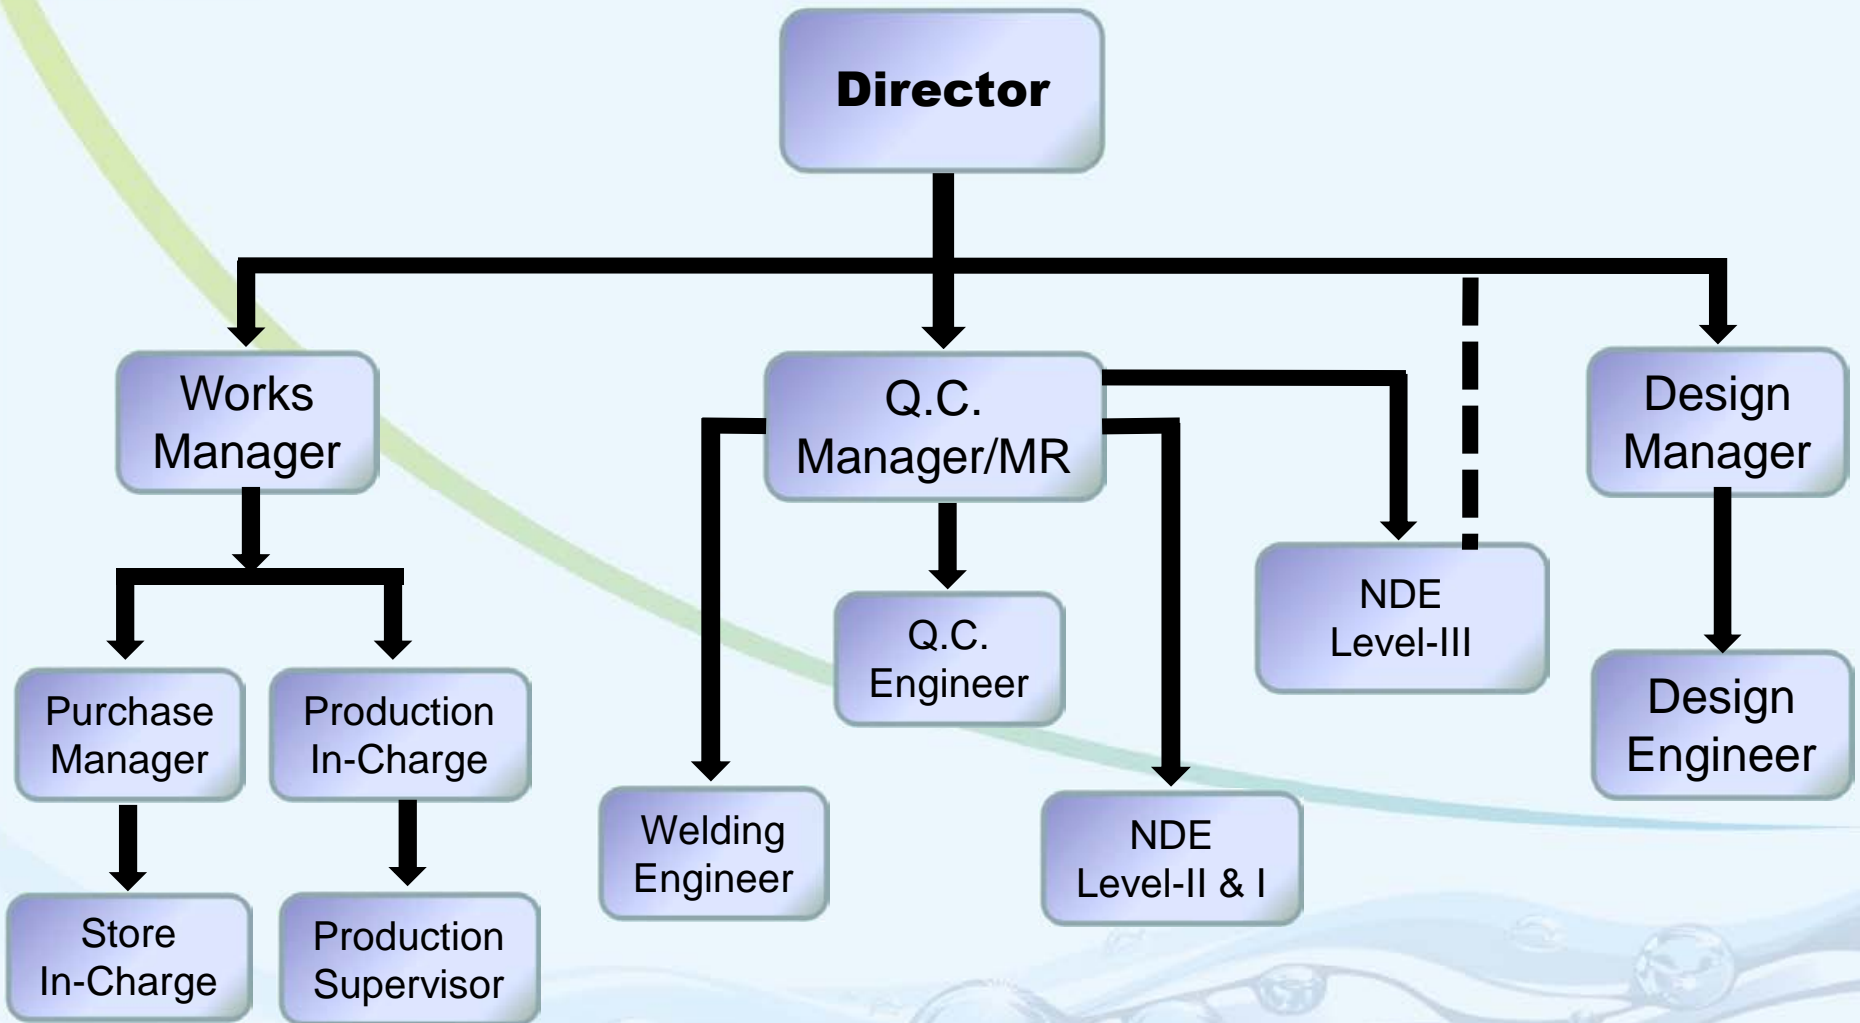 Director
Works
Manager
Q.C.
Manager/MR
Design
Manager
NDE
Level-III
Q.C.
Engineer
Purchase
Manager
Production
In-Charge
Design
Engineer
Welding
Engineer
NDE
Level-II & I
Store
In-Charge
Production
Supervisor